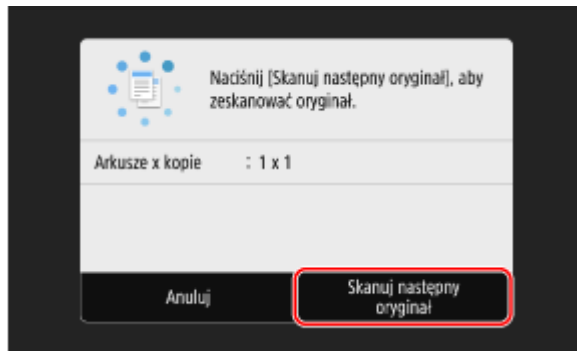 Naciśnij [Skanuj następny oryginał], aby
zeskanować oryginał.
Arkusze x kopie : 1 x 1
Anuluj
Skanuj następny
oryginał